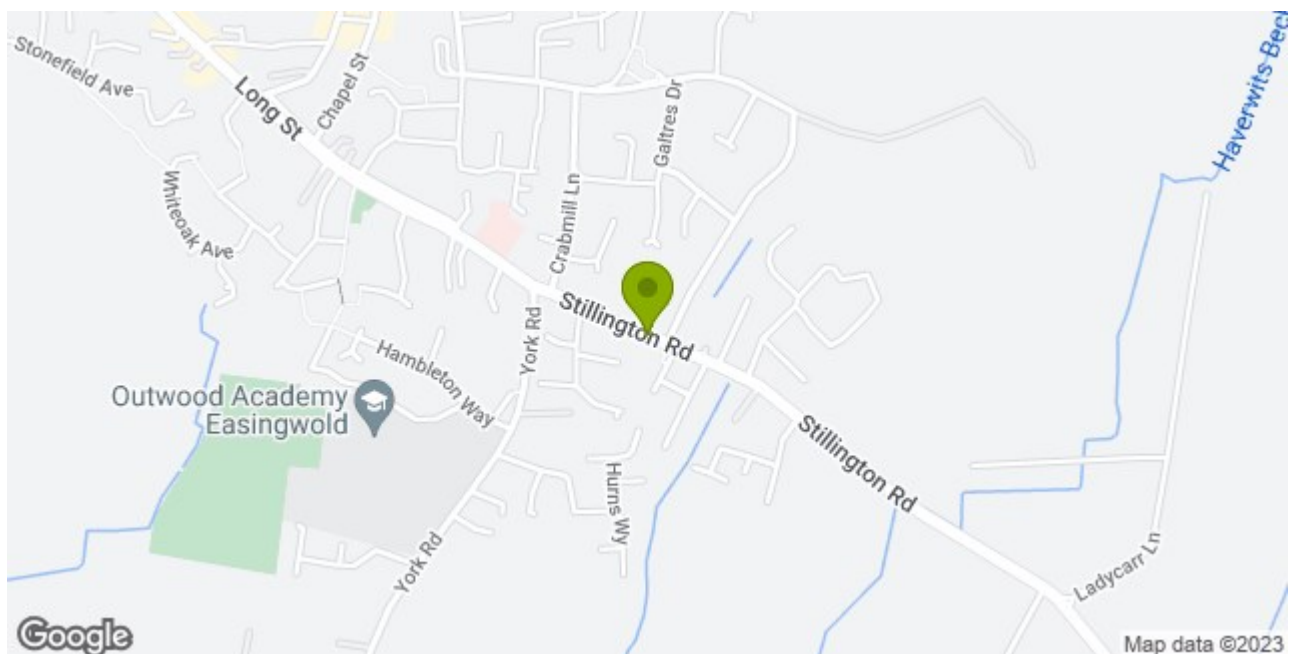 Stonefield Ave
Long St
Chapel St
Galtres Dr
Haverwits Beck
Whiteoak Ave
Crabmill Ln
Stillington Rd
York Rd
Hambleton Way
Outwood Academy
Easingwold
Stillington Rd
Hurns Wy
York Rd
Ladycarr Ln
Google
Map data ©2023